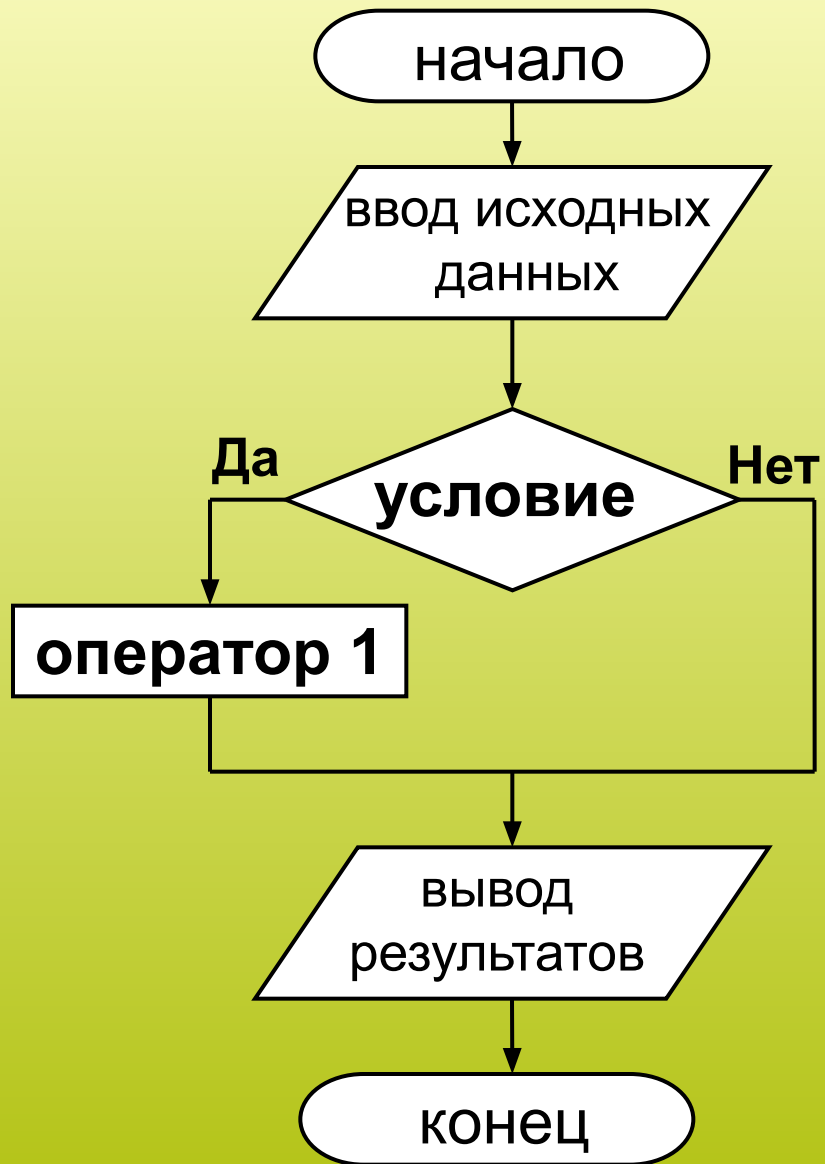 начало
ввод исходных
данных
Да
Нет
условие
оператор 1
вывод
результатов
конец